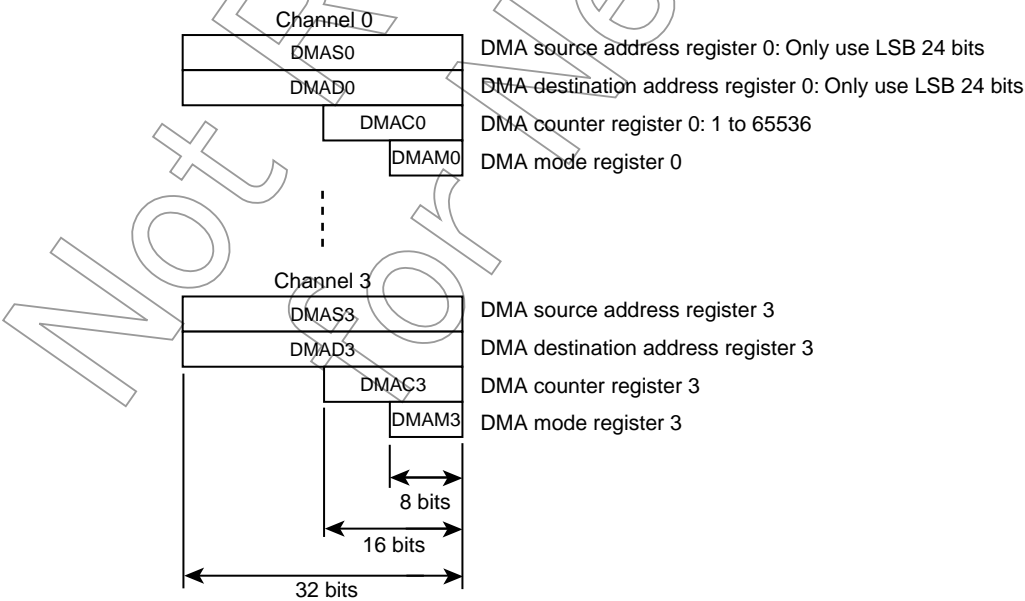 Channel 0
DMAS0 DMA source address register 0: Only use LSB 24 bits
DMAD0 DMA destination address register 0: Only use LSB 24 bits
DMAC0 DMA counter register 0: 1 to 65536
DMAM0 DMA mode register 0
Channel 3
DMAS3 DMA source address register 3
DMAD3 DMA destination address register 3
DMAC3 DMA counter register 3
DMAM3 DMA mode register 3
8 bits
16 bits
32 bits
Not R
for Ne